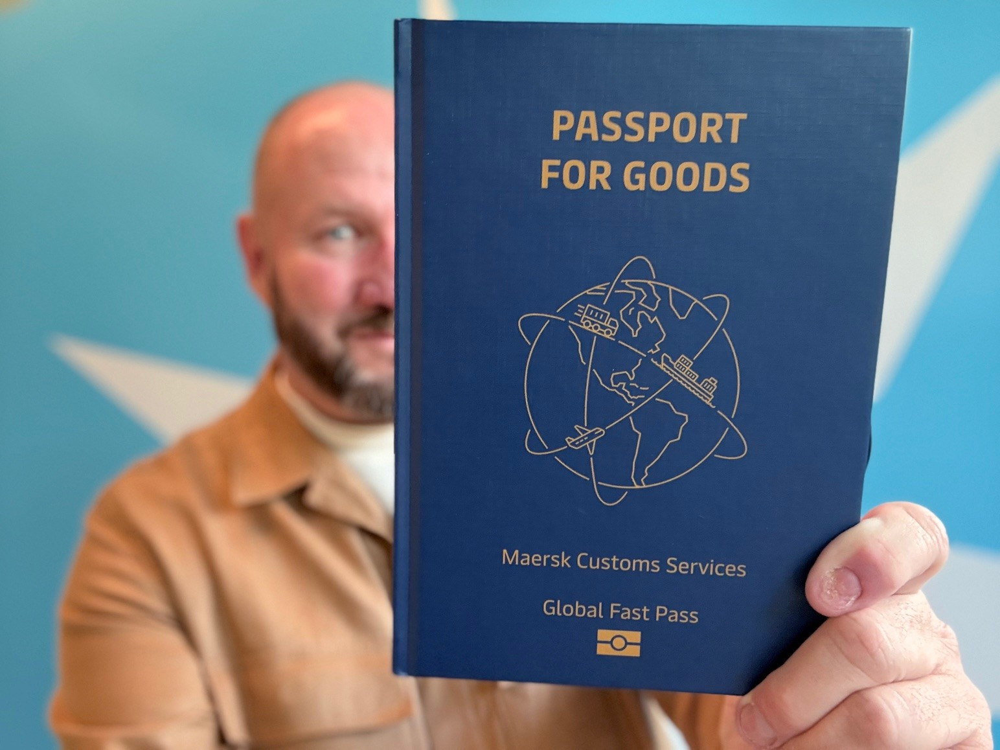 PASSPORT
FOR GOODS
Maersk Customs Services
Global Fast Pass